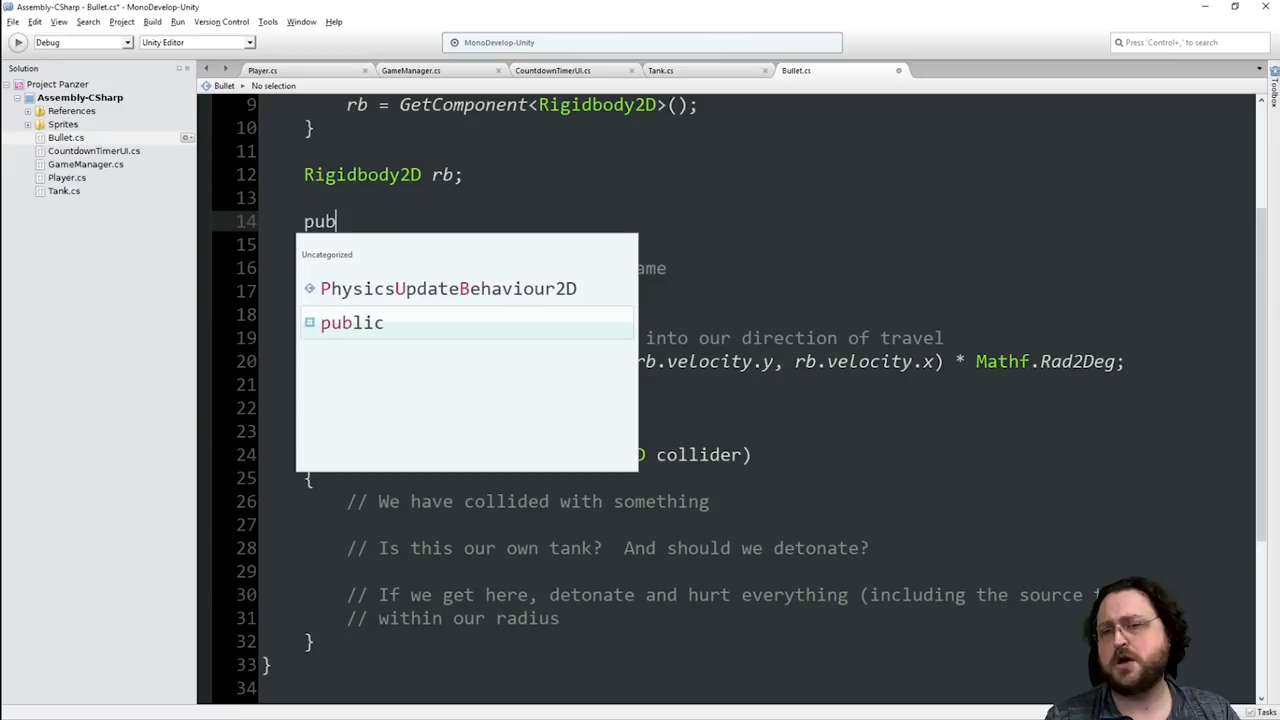 Assembly-CSharp - Bullet.cs* - MonoDevelop-Unity
File Edit View Search Project Build Run Version Control Tools Window Help
Debug Unity Editor MonoDevelop-Unity Press 'Control+,' to search
Solution
Project Panzer
Assembly-CSharp
References
Sprites
Bullet.cs
CountdownTimerUI.cs
GameManager.cs
Player.cs
Tank.cs
Player.cs GameManager.cs CountdownTimerUI.cs Tank.cs Bullet.cs
Bullet No selection
9 rb = GetComponent<Rigidbody2D>();
10 }
11
12 Rigidbody2D rb;
13
14 pub
15
16 ame
17
18
19 into our direction of travel
20 rb.velocity.y, rb.velocity.x) * Mathf.Rad2Deg;
21
22
23
24 D collider)
25 {
26 // We have collided with something
27
28 // Is this our own tank? And should we detonate?
29
30 // If we get here, detonate and hurt everything (including the source
31 // within our radius
32 }
33 }
34
Uncategorized
PhysicsUpdateBehaviour2D
public
Toolbox
Tasks